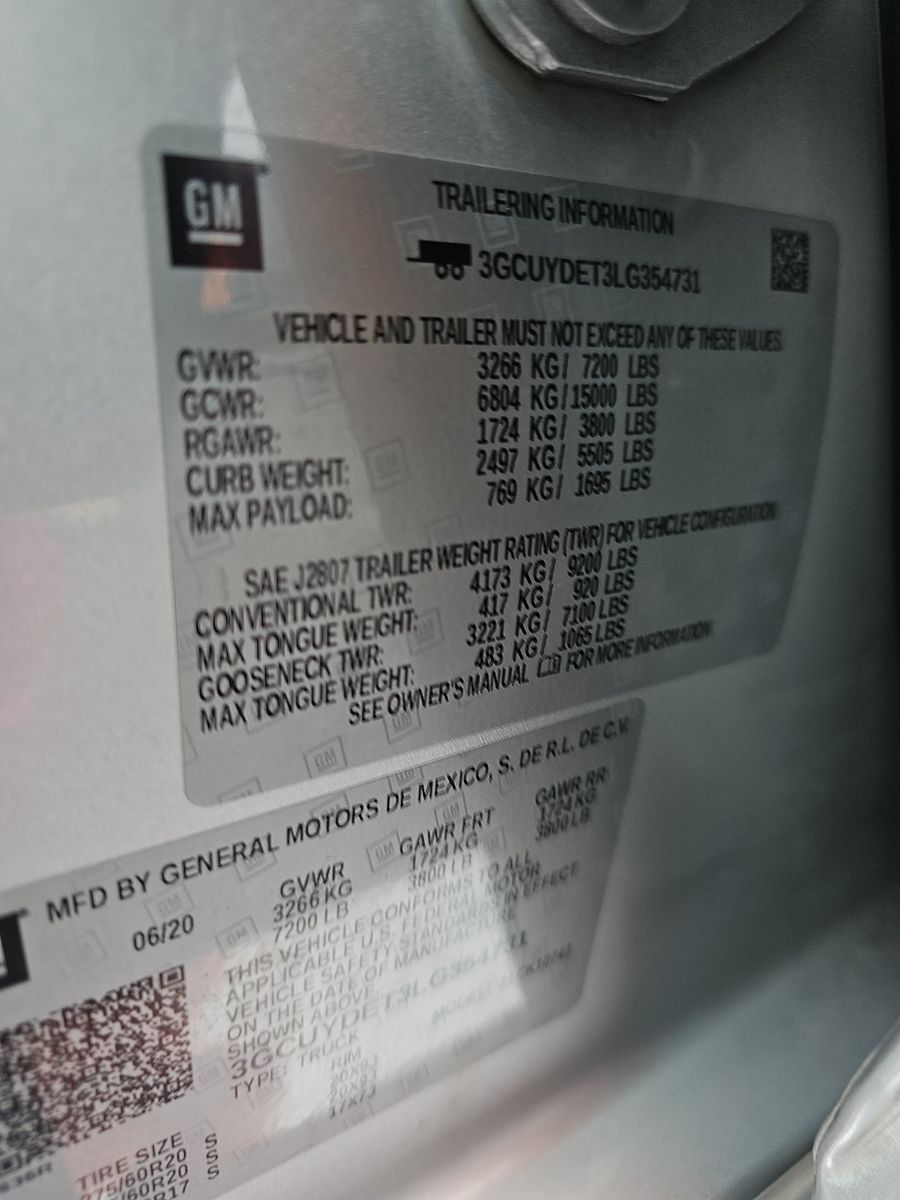 GM
TRAILERING INFORMATION
3GCUYDET3LG354731
VEHICLE AND TRAILER MUST NOT EXCEED ANY OF THESE VALUES.
GVWR: 3266 KG/ 7200 LBS
GCWR: 6804 KG/15000 LBS
RGAWR: 1724 KG/ 3800 LBS
CURB WEIGHT: 2497 KG/ 5505 LBS
MAX PAYLOAD: 769 KG/ 1695 LBS
SAE J2807 TRAILER WEIGHT RATING (TWR) FOR VEHICLE CONFIGURATION
CONVENTIONAL TWR: 4173 KG/ 9200 LBS
MAX TONGUE WEIGHT: 417 KG/ 920 LBS
GOOSENECK TWR: 3221 KG/ 7100 LBS
MAX TONGUE WEIGHT: 483 KG/ 1065 LBS
SEE OWNER'S MANUAL FOR MORE INFORMATION
MFD BY GENERAL MOTORS DE MEXICO, S. DE R.L. DE C.V.
06/20 GVWR GAWR FRT GAWR RR
3266 KG 1724 KG 1724 KG
7200 LB 3800 LB 3800 LB
THIS VEHICLE CONFORMS TO ALL
APPLICABLE U.S. FEDERAL MOTOR
VEHICLE SAFETY STANDARDS IN EFFECT
ON THE DATE OF MANUFACTURE
SHOWN ABOVE.
3GCUYDET3LG354731
TYPE: TRUCK MODEL:
RIM
17X7J
TIRE SIZE S
275/60R20 S
/60R20 S
R17